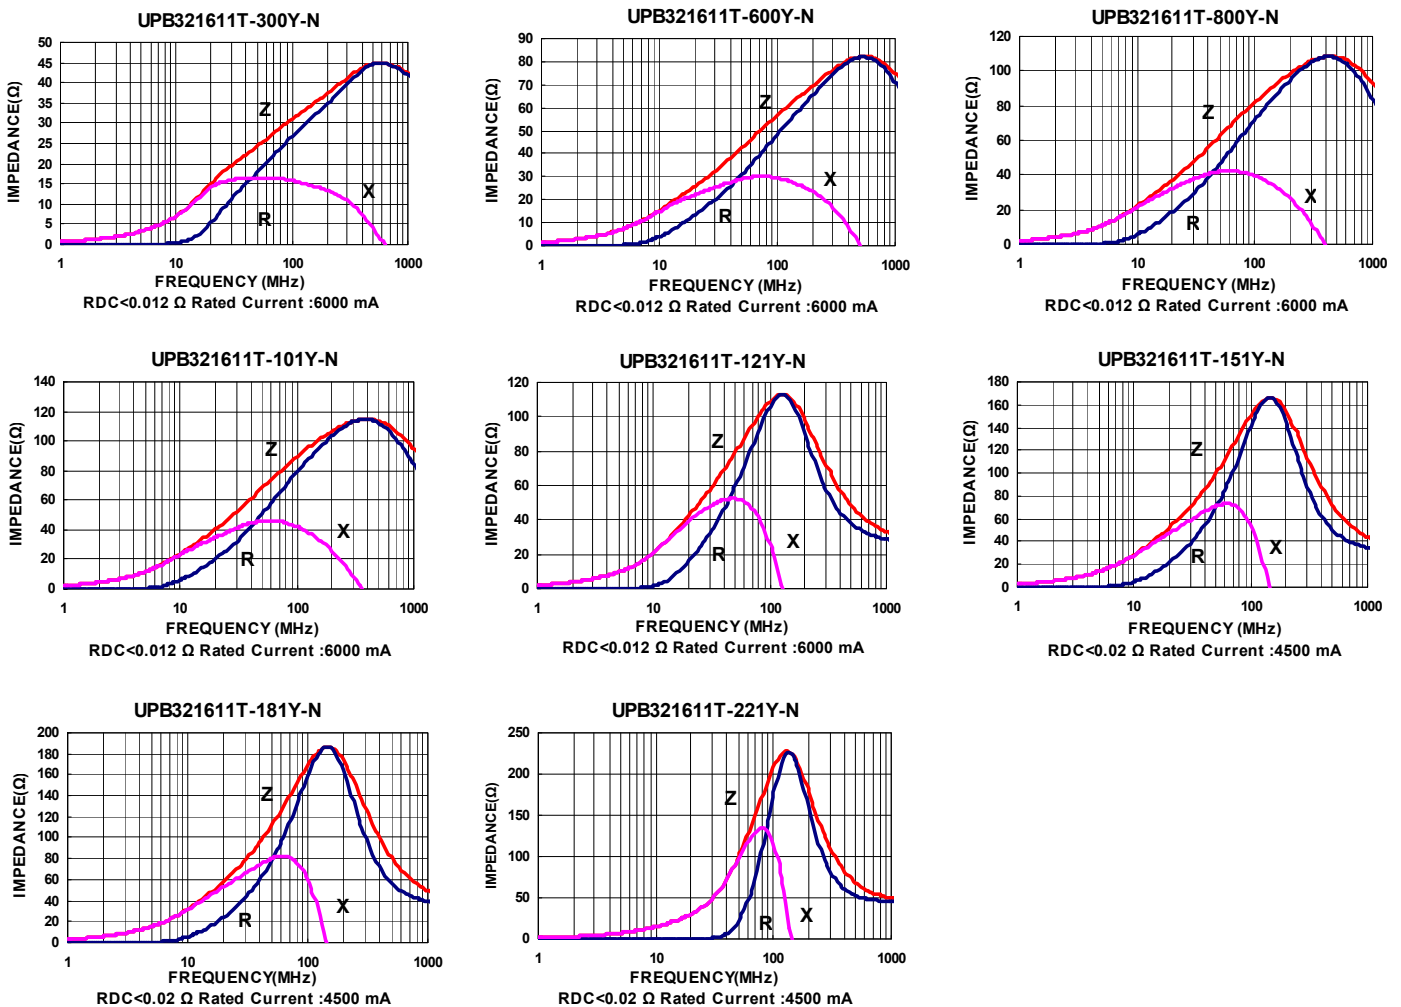 UPB321611T-300Y-N
50
45
40
35
30
25
20
15
10
5
0
IMPEDANCE(Ω)
Z
X
R
1 10 100 1000
FREQUENCY (MHz)
RDC<0.012 Ω Rated Current :6000 mA
UPB321611T-600Y-N
90
80
70
60
50
40
30
20
10
0
IMPEDANCE(Ω)
Z
X
R
1 10 100 1000
FREQUENCY (MHz)
RDC<0.012 Ω Rated Current :6000 mA
UPB321611T-800Y-N
120
100
80
60
40
20
0
IMPEDANCE(Ω)
Z
X
R
1 10 100 1000
FREQUENCY (MHz)
RDC<0.012 Ω Rated Current :6000 mA
UPB321611T-101Y-N
140
120
100
80
60
40
20
0
IMPEDANCE(Ω)
Z
X
R
1 10 100 1000
FREQUENCY (MHz)
RDC<0.012 Ω Rated Current :6000 mA
UPB321611T-121Y-N
120
100
80
60
40
20
0
IMPEDANCE(Ω)
Z
X
R
1 10 100 1000
FREQUENCY (MHz)
RDC<0.012 Ω Rated Current :6000 mA
UPB321611T-151Y-N
180
160
140
120
100
80
60
40
20
0
IMPEDANCE(Ω)
Z
X
R
1 10 100 1000
FREQUENCY (MHz)
RDC<0.02 Ω Rated Current :4500 mA
UPB321611T-181Y-N
200
180
160
140
120
100
80
60
40
20
0
IMPEDANCE(Ω)
Z
X
R
1 10 100 1000
FREQUENCY(MHz)
RDC<0.02 Ω Rated Current :4500 mA
UPB321611T-221Y-N
250
200
150
100
50
0
IMPEDANCE(Ω)
Z
X
R
1 10 100 1000
FREQUENCY(MHz)
RDC<0.02 Ω Rated Current :4500 mA